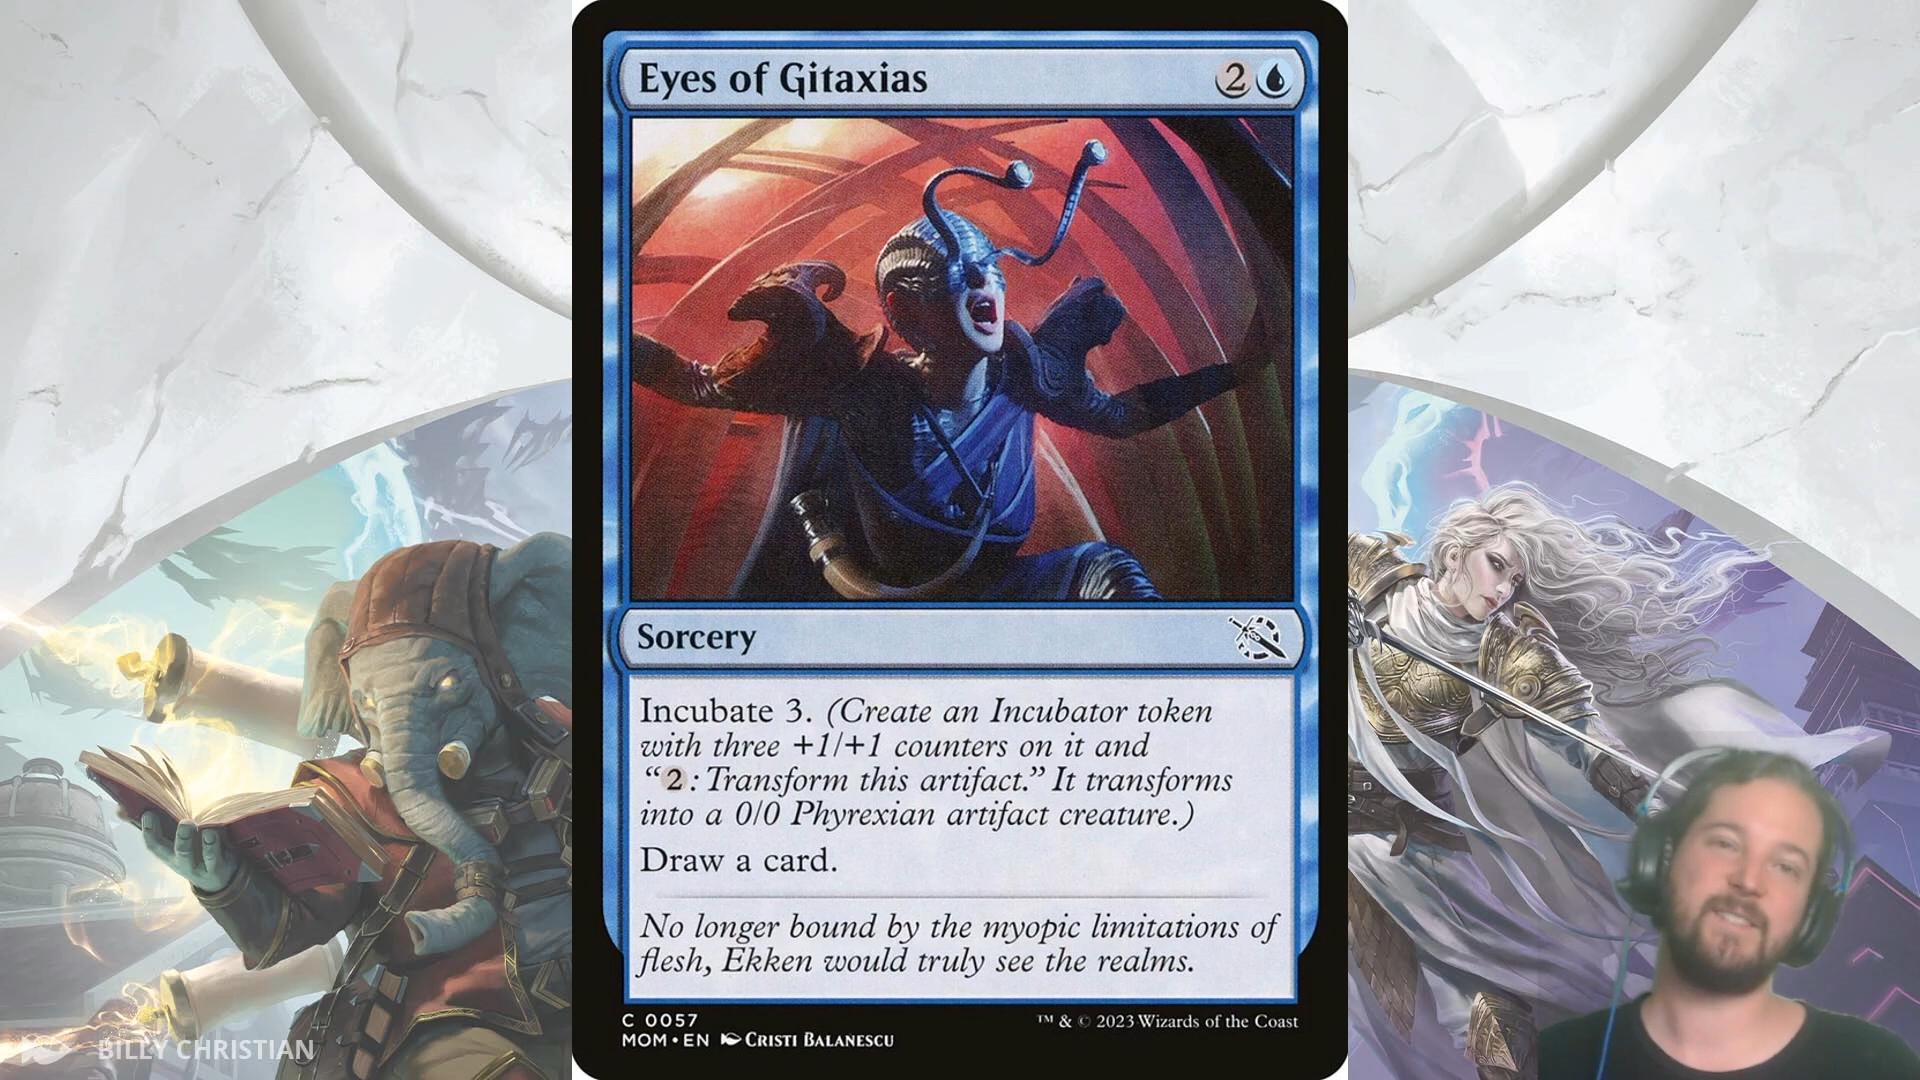 Eyes of Gitaxias
2
Sorcery
Incubate 3. (Create an Incubator token
with three +1/+1 counters on it and
“2: Transform this artifact.” It transforms
into a 0/0 Phyrexian artifact creature.)
Draw a card.
No longer bound by the myopic limitations of
flesh, Ekken would truly see the realms.
C 0057
MOM • EN CRISTI BALANESCU
™ & © 2023 Wizards of the Coast
BILLY CHRISTIAN